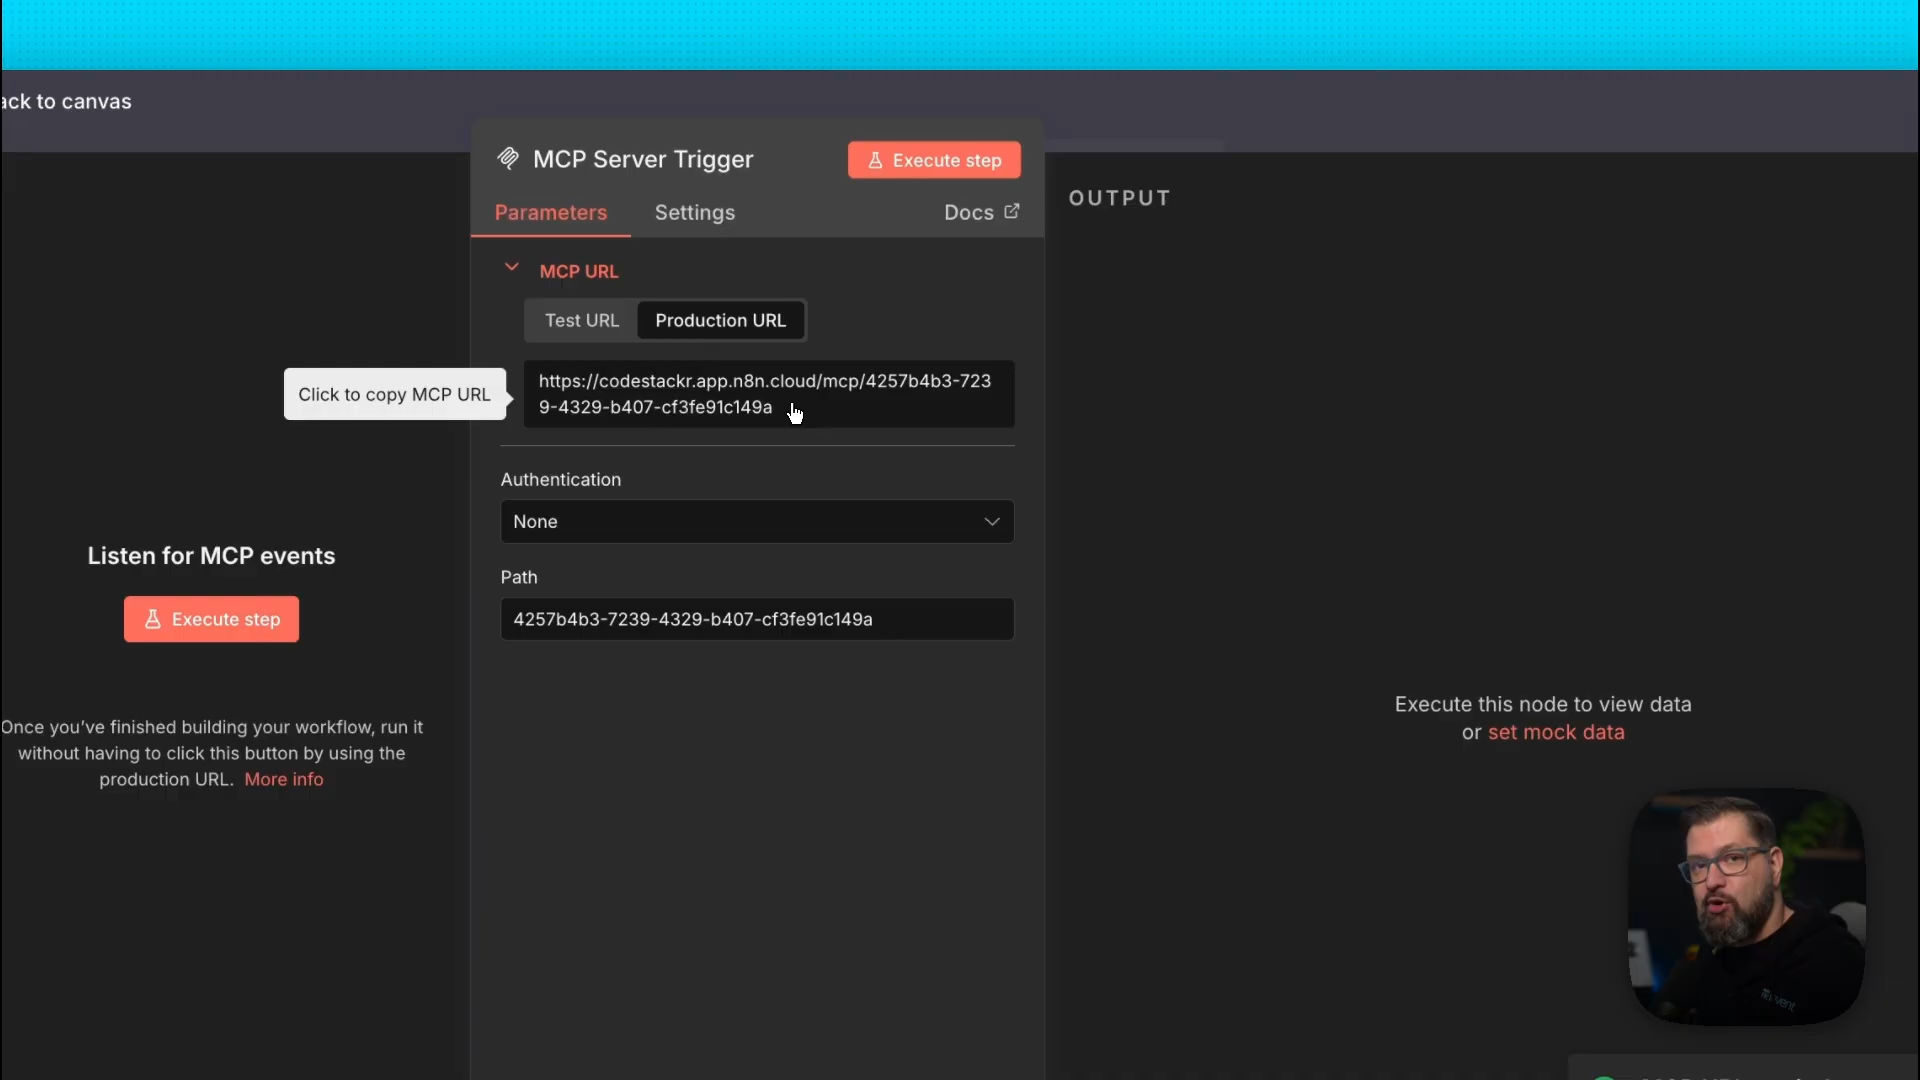 ack to canvas
MCP Server Trigger
Execute step
Parameters
Settings
Docs
OUTPUT
MCP URL
Test URL
Production URL
Click to copy MCP URL
https://codestackr.app.n8n.cloud/mcp/4257b4b3-723
9-4329-b407-cf3fe91c149a
Authentication
None
Path
4257b4b3-7239-4329-b407-cf3fe91c149a
Listen for MCP events
Execute step
Once you've finished building your workflow, run it
without having to click this button by using the
production URL. More info
Execute this node to view data
or set mock data